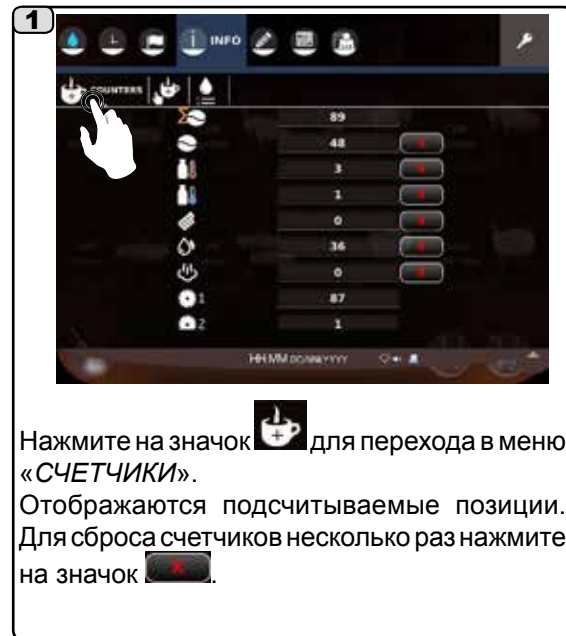 1
INFO
COUNTERS
89
48
3
1
0
36
0
1 87
2 1
HH MM DD/MM/YYYY
Нажмите на значок для перехода в меню
«СЧЕТЧИКИ».
Отображаются подсчитываемые позиции.
Для сброса счетчиков несколько раз нажмите
на значок .